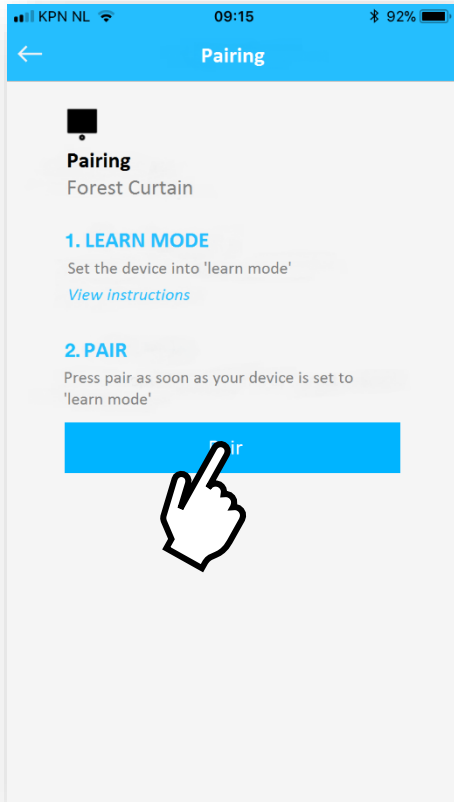 KPN NL 09:15 92%
Pairing
Pairing
Forest Curtain
1. LEARN MODE
Set the device into 'learn mode'
View instructions
2. PAIR
Press pair as soon as your device is set to
'learn mode'